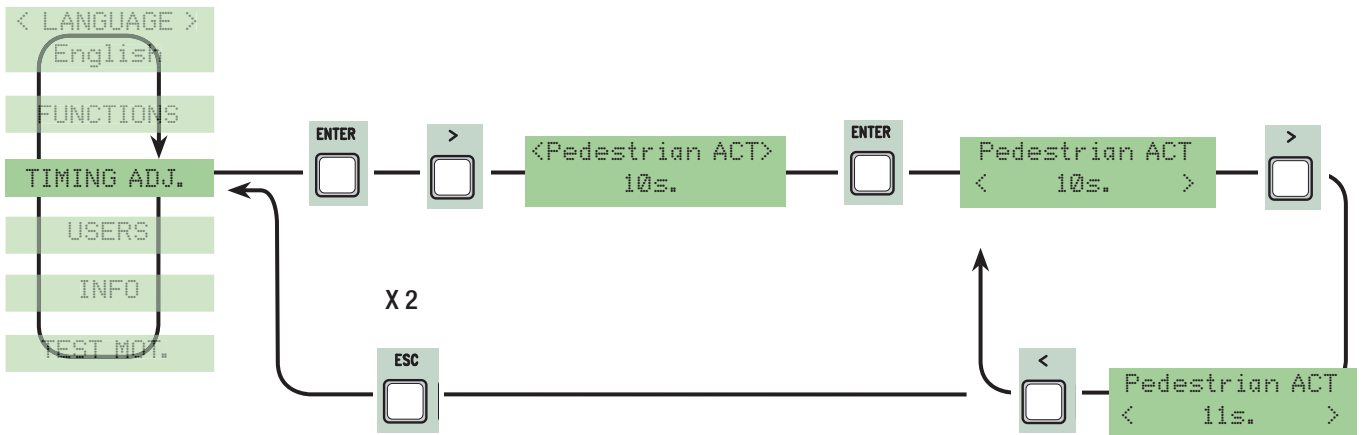 < LANGUAGE >
English
FUNCTIONS
TIMING ADJ.
USERS
INFO
TEST MOT.
ENTER
>
<Pedestrian ACT>
10s.
ENTER
Pedestrian ACT
< 10s. >
>
X 2
ESC
<
Pedestrian ACT
< 11s. >